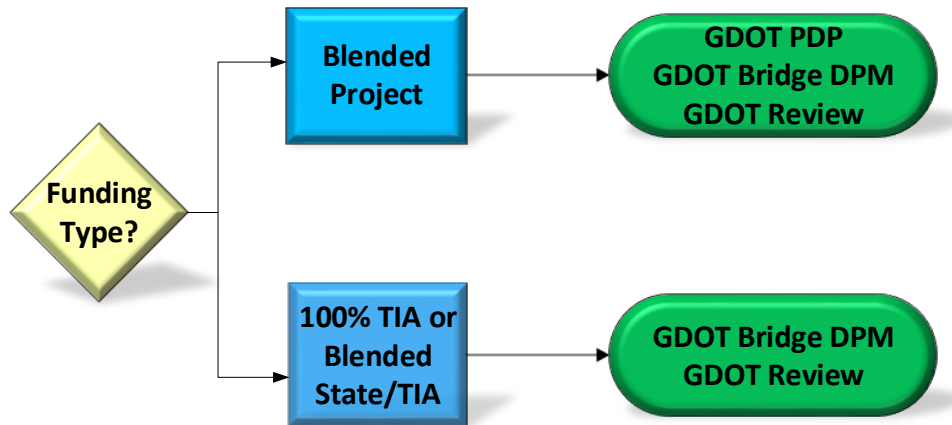 Funding
Type?
Blended
Project
GDOT PDP
GDOT Bridge DPM
GDOT Review
100% TIA or
Blended
State/TIA
GDOT Bridge DPM
GDOT Review